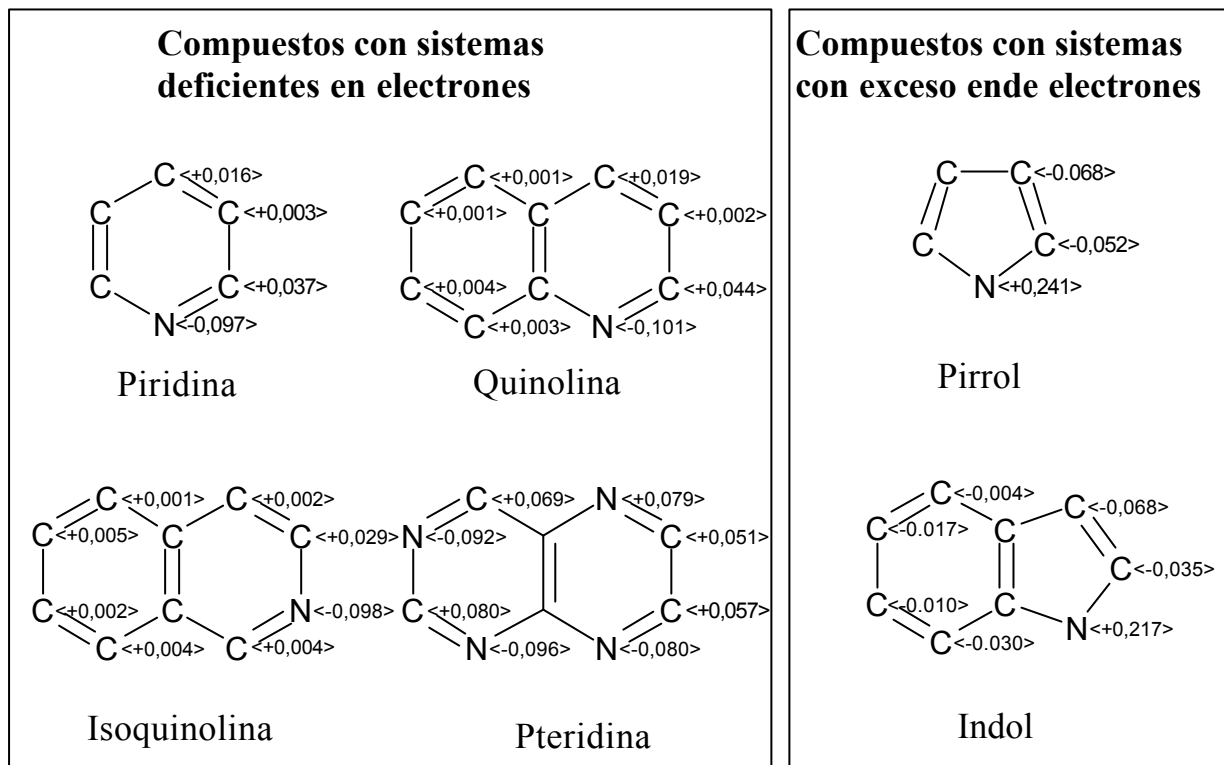 Compuestos con sistemas
deficientes en electrones
C<+0,016>
C
C<+0,003>
C
C<+0,037>
N<-0,097>
Piridina
C<+0,001>
C<+0,019>
C<+0,001>
C
C<+0,002>
C<+0,004>
C
C<+0,044>
C<+0,003>
N<-0,101>
Quinolina
C<+0,001>
C<+0,002>
C<+0,005>
C
C<+0,029>
C<+0,002>
C
N<-0,098>
C<+0,004>
C<+0,004>
Isoquinolina
C<+0,069>
N<+0,079>
N<-0,092>
C<+0,051>
C<+0,080>
C<+0,057>
N<-0,096>
N<-0,080>
Pteridina
Compuestos con sistemas
con exceso ende electrones
C
C<-0.068>
C
C<-0,052>
N<+0,241>
Pirrol
C<-0,004>
C<-0,068>
C<-0.017>
C
C<-0,035>
C<-0.010>
C
N<+0,217>
C<-0.030>
Indol